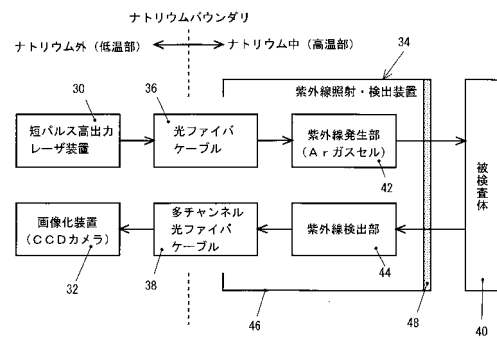 ナトリウムバウンダリ
ナトリウム外（低温部）
ナトリウム中（高温部）
34
紫外線照射・検出装置
30
短パルス高出力
レーザ装置
36
光ファイバ
ケーブル
紫外線発生部
（Arガスセル）
42
被検査体
画像化装置
（CCDカメラ）
32
多チャンネル
光ファイバ
ケーブル
38
紫外線検出部
44
46
48
40